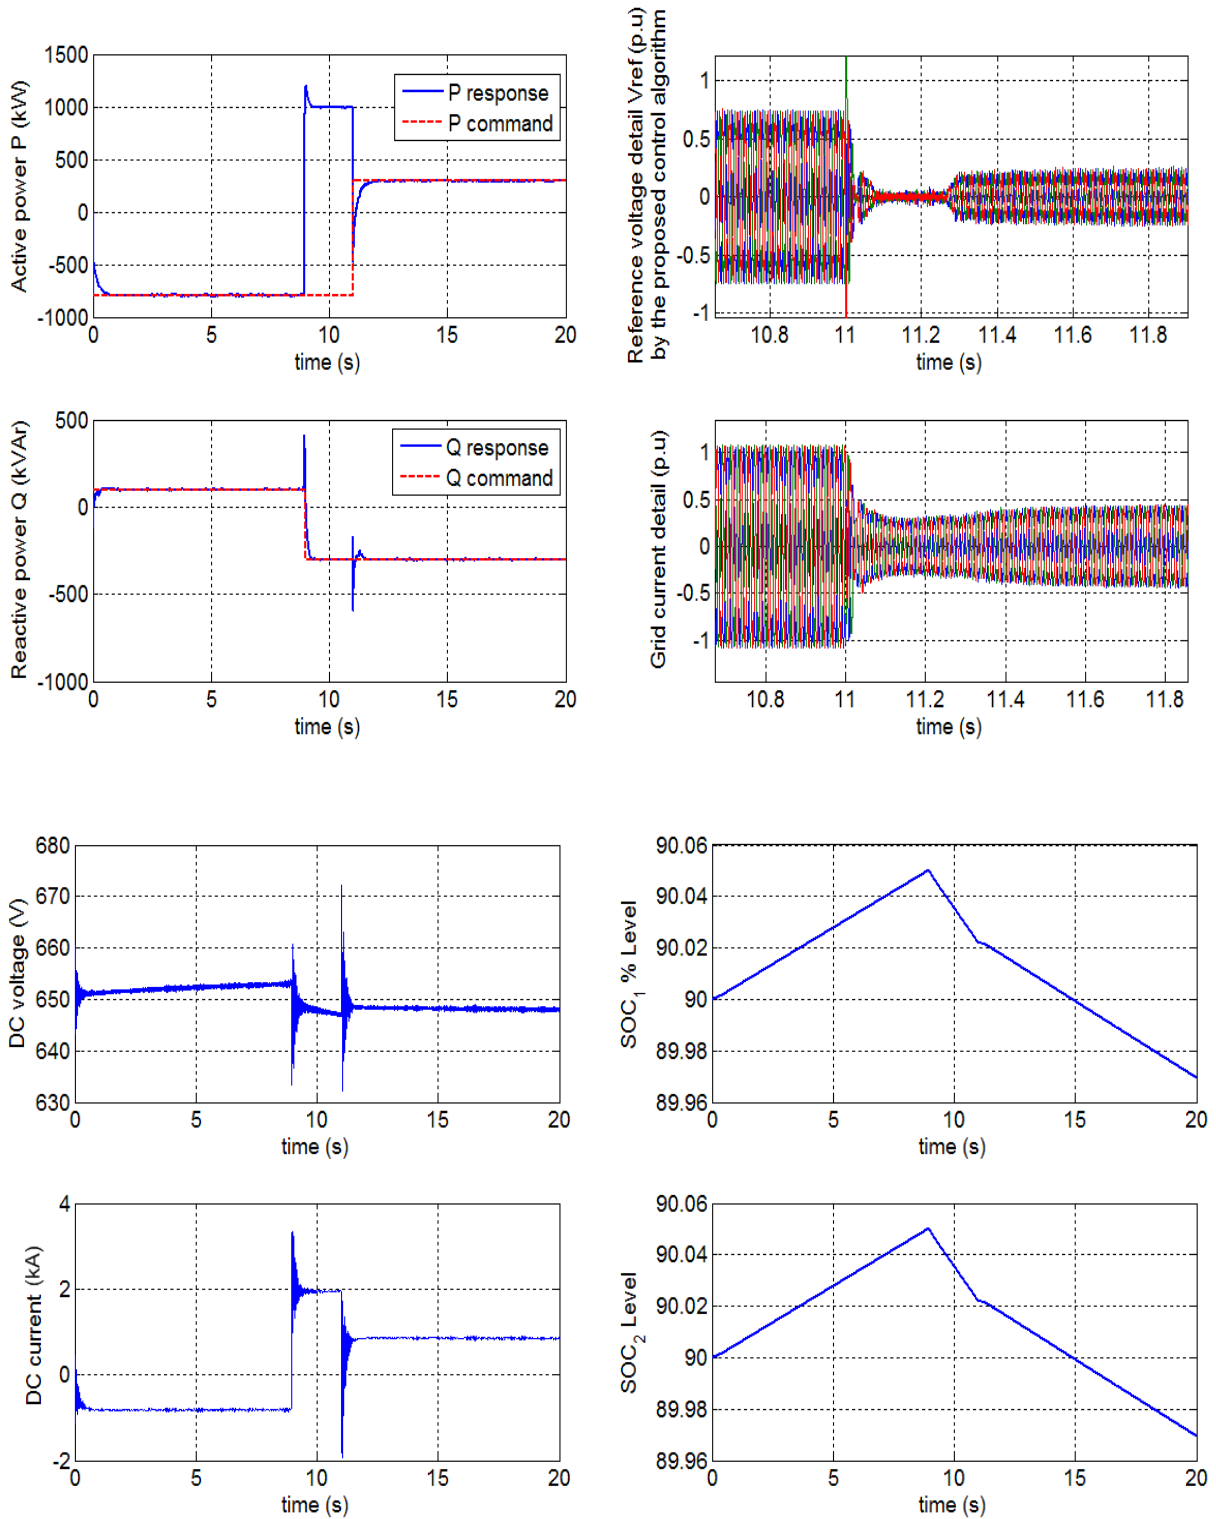 Active power P (kW)
1500
1000
500
0
-500
-1000
P response
P command
0 5 10 15 20
time (s)
Reference voltage detail Vref (p.u)
by the proposed control algorithm
1
0.5
0
-0.5
-1
10.8 11 11.2 11.4 11.6 11.8
time (s)
Reactive power Q (kVAr)
500
0
-500
-1000
Q response
Q command
0 5 10 15 20
time (s)
Grid current detail (p.u)
1
0.5
0
-0.5
-1
10.8 11 11.2 11.4 11.6 11.8
time (s)
DC voltage (V)
680
670
660
650
640
630
0 5 10 15 20
time (s)
SOC1 % Level
90.06
90.04
90.02
90
89.98
89.96
0 5 10 15 20
time (s)
DC current (kA)
4
2
0
-2
0 5 10 15 20
time (s)
SOC2 Level
90.06
90.04
90.02
90
89.98
89.96
0 5 10 15 20
time (s)